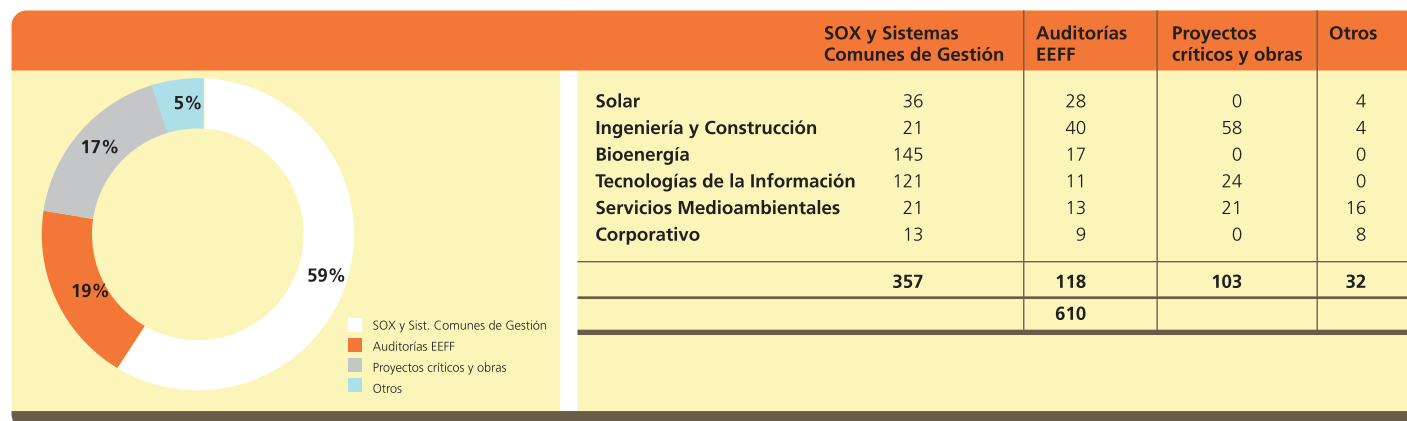 SOX y Sistemas
Comunes de Gestión
Auditorías
EEFF
Proyectos
críticos y obras
Otros
5%
17%
59%
19%
SOX y Sist. Comunes de Gestión
Auditorías EEFF
Proyectos críticos y obras
Otros
Solar 36 28 0 4
Ingeniería y Construcción 21 40 58 4
Bioenergía 145 17 0 0
Tecnologías de la Información 121 11 24 0
Servicios Medioambientales 21 13 21 16
Corporativo 13 9 0 8
357 118 103 32
610